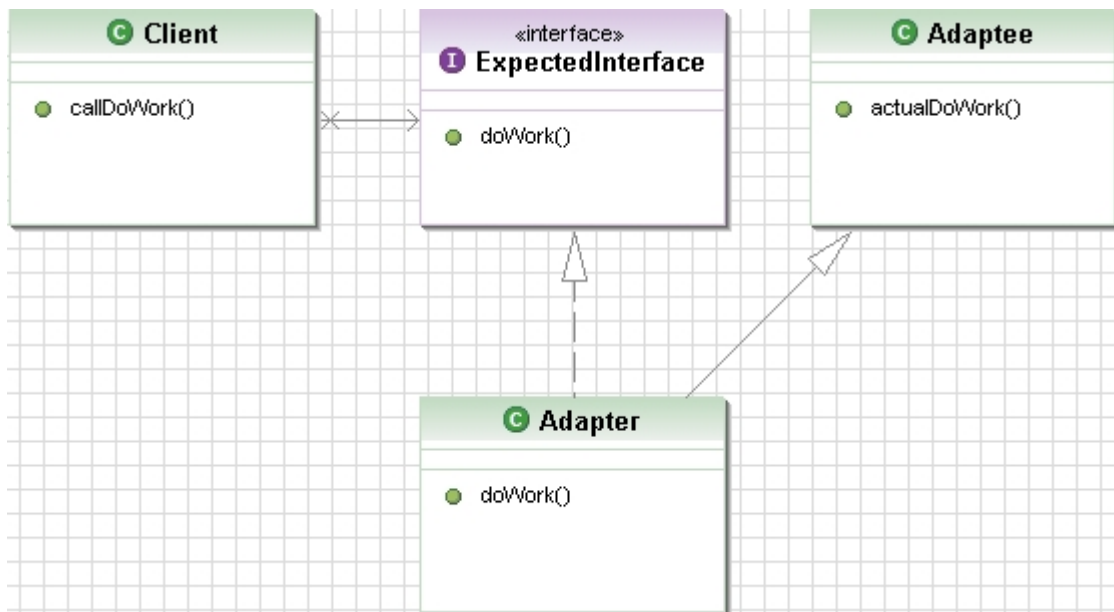 C Client
callDoWork()
«interface»
I ExpectedInterface
doWork()
C Adaptee
actualDoWork()
C Adapter
doWork()